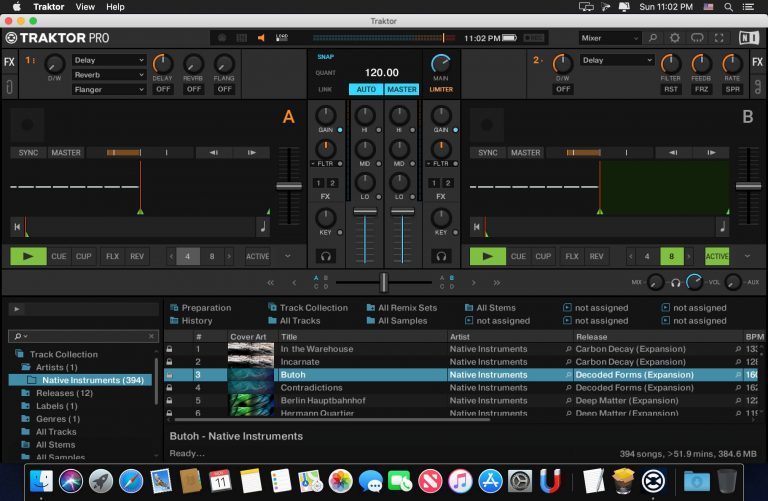 Traktor View Help Sun 11:02 PM
Traktor
TRAKTOR PRO LOAD 11:02 PM REC Mixer NI
FX 1 D/W Delay Reverb Flanger DELAY REVRB FLANG OFF OFF OFF
SNAP
QUANT 120.00 MAIN
LINK AUTO MASTER LIMITER
2 D/W OFF Delay FILTER FEEDB RATE RST FRZ SPR FX
A
SYNC MASTER
GAIN HI HI GAIN
FLTR MID MID FLTR
1 2 LO LO 1 2
FX FX
KEY KEY
B
SYNC MASTER
CUE CUP FLX REV 4 8 ACTIVE
CUE CUP FLX REV 4 8 ACTIVE
A B C D A B C D
MIX VOL AUX
Preparation Track Collection All Remix Sets All Stems not assigned not assigned
History All Tracks All Samples not assigned not assigned not assigned
# Cover Art Title Artist Release BPM
1 In the Warehouse Native Instruments Carbon Decay (Expansion)
2 Incarnate Native Instruments Carbon Decay (Expansion)
3 Butoh Native Instruments Decoded Forms (Expansion)
4 Contradictions Native Instruments Decoded Forms (Expansion)
5 Berlin Hauptbahnhof Native Instruments Deep Matter (Expansion)
6 Hermann Quartier Native Instruments Deep Matter (Expansion)
Track Collection
Artists (1)
Native Instruments (394)
Releases (12)
Labels (1)
Genres (1)
All Tracks
All Stems
All Samples
Butoh - Native Instruments
Ready... 394 songs, >51.9 mins, 384.6 MB
NOV
11